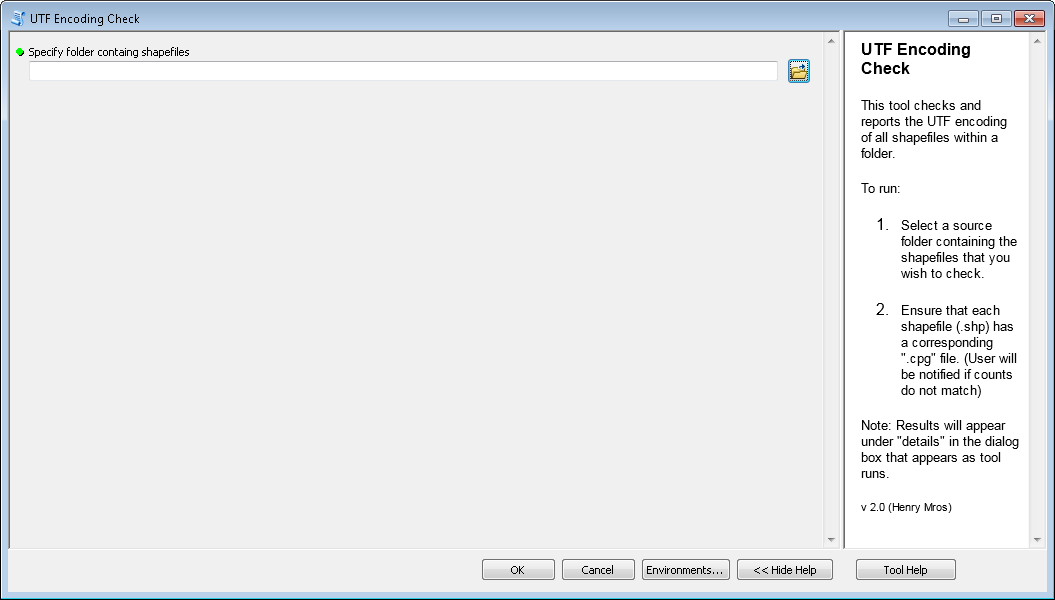 UTF Encoding Check
Specify folder containg shapefiles
UTF Encoding
Check
This tool checks and
reports the UTF encoding
of all shapefiles within a
folder.
To run:
1. Select a source
folder containing the
shapefiles that you
wish to check.
2. Ensure that each
shapefile (.shp) has
a corresponding
".cpg" file. (User will
be notified if counts
do not match)
Note: Results will appear
under "details" in the dialog
box that appears as tool
runs.
v 2.0 (Henry Mros)
OK
Cancel
Environments...
<< Hide Help
Tool Help